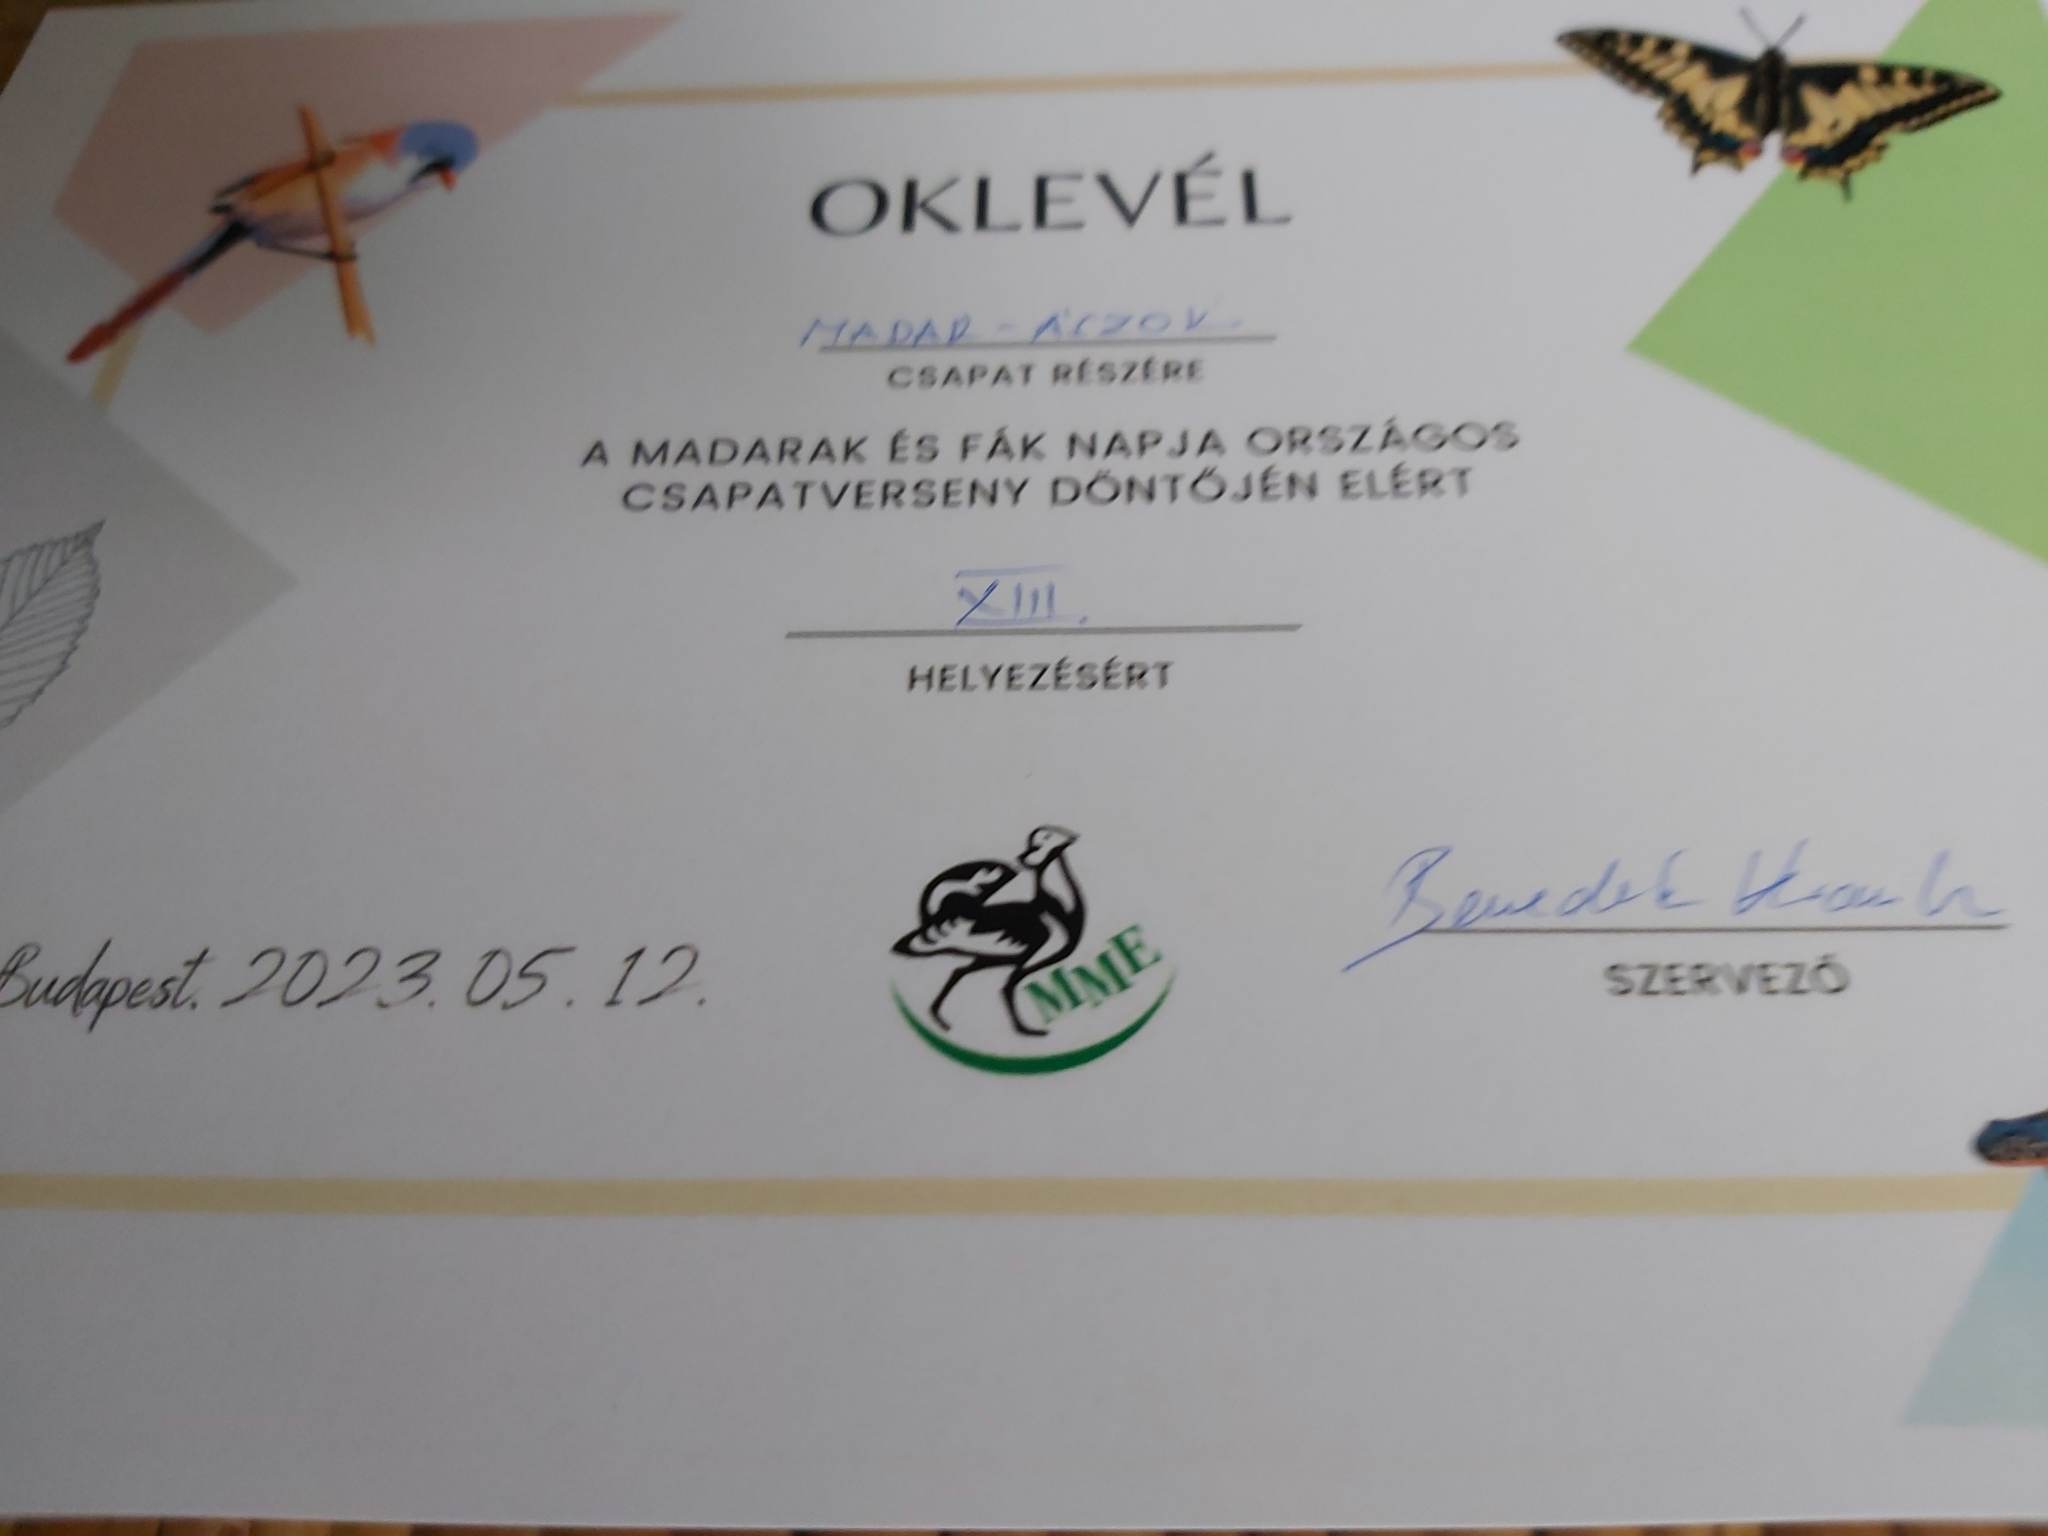 OKLEVÉL
MADAR-ÁCZOK
CSAPAT RÉSZÉRE
A MADARAK ÉS FÁK NAPJA ORSZÁGOS
CSAPATVERSENY DÖNTŐJÉN ELÉRT
XIII.
HELYEZÉSÉRT
MME
Benedek
Budapest. 2023. 05. 12.
SZERVEZŐ